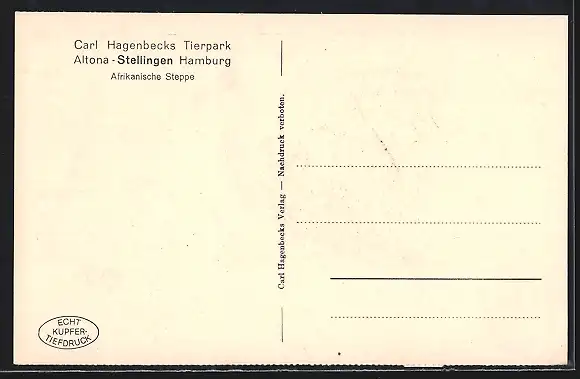 Carl Hagenbecks Tierpark
Altona-Stellingen Hamburg
Afrikanische Steppe
Carl Hagenbecks Verlag — Nachdruck verboten.
ECHT
KUPFER-
TIEFDRUCK